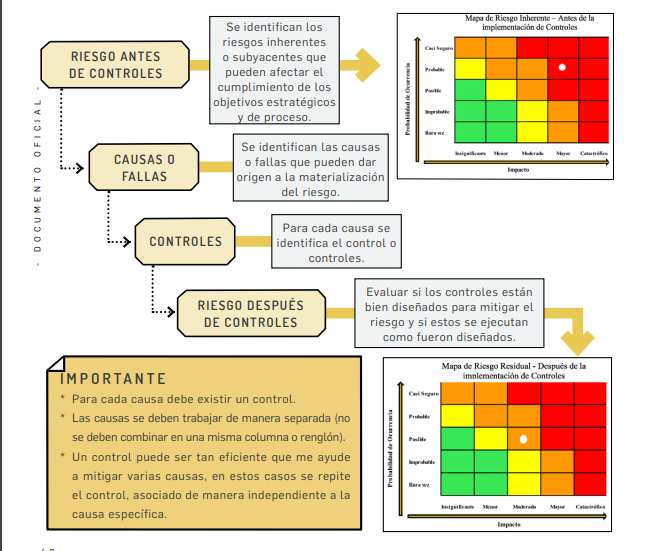 - DOCUMENTO OFICIAL -
RIESGO ANTES
DE CONTROLES
Se identifican los
riesgos inherentes
o subyacentes que
pueden afectar el
cumplimiento de los
objetivos estratégicos
y de proceso.
Mapa de Riesgo Inherente – Antes de la
implementación de Controles
Probabilidad de Ocurrencia
Casi Seguro
Probable
Posible
Improbable
Rara vez
Insignificante Menor Moderado Mayor Catastrófico
Impacto
CAUSAS O
FALLAS
Se identifican las causas
o fallas que pueden dar
origen a la materialización
del riesgo.
CONTROLES
Para cada causa se
identifica el control o
controles.
RIESGO DESPUÉS
DE CONTROLES
Evaluar si los controles están
bien diseñados para mitigar el
riesgo y si estos se ejecutan
como fueron diseñados.
IMPORTANTE
* Para cada causa debe existir un control.
* Las causas se deben trabajar de manera separada (no
se deben combinar en una misma columna o renglón).
* Un control puede ser tan eficiente que me ayude
a mitigar varias causas, en estos casos se repite
el control, asociado de manera independiente a la
causa específica.
Mapa de Riesgo Residual - Después de la
implementación de Controles
Probabilidad de Ocurrencia
Casi Seguro
Probable
Posible
Improbable
Rara vez
Insignificante Menor Moderado Mayor Catastrófico
Impacto